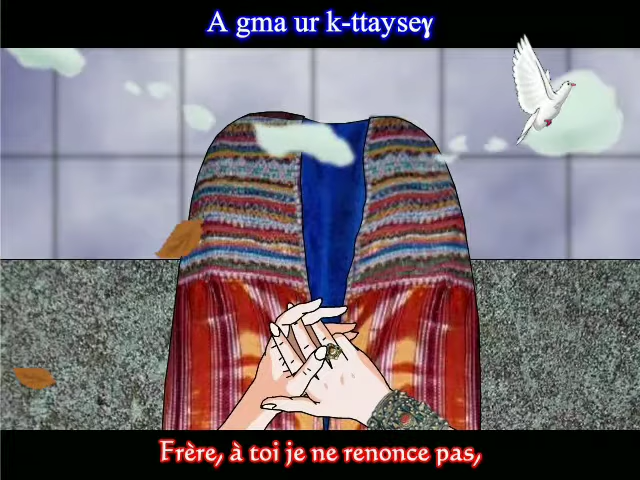 A gma ur k-ttayseɣ
Frère, à toi je ne renonce pas,